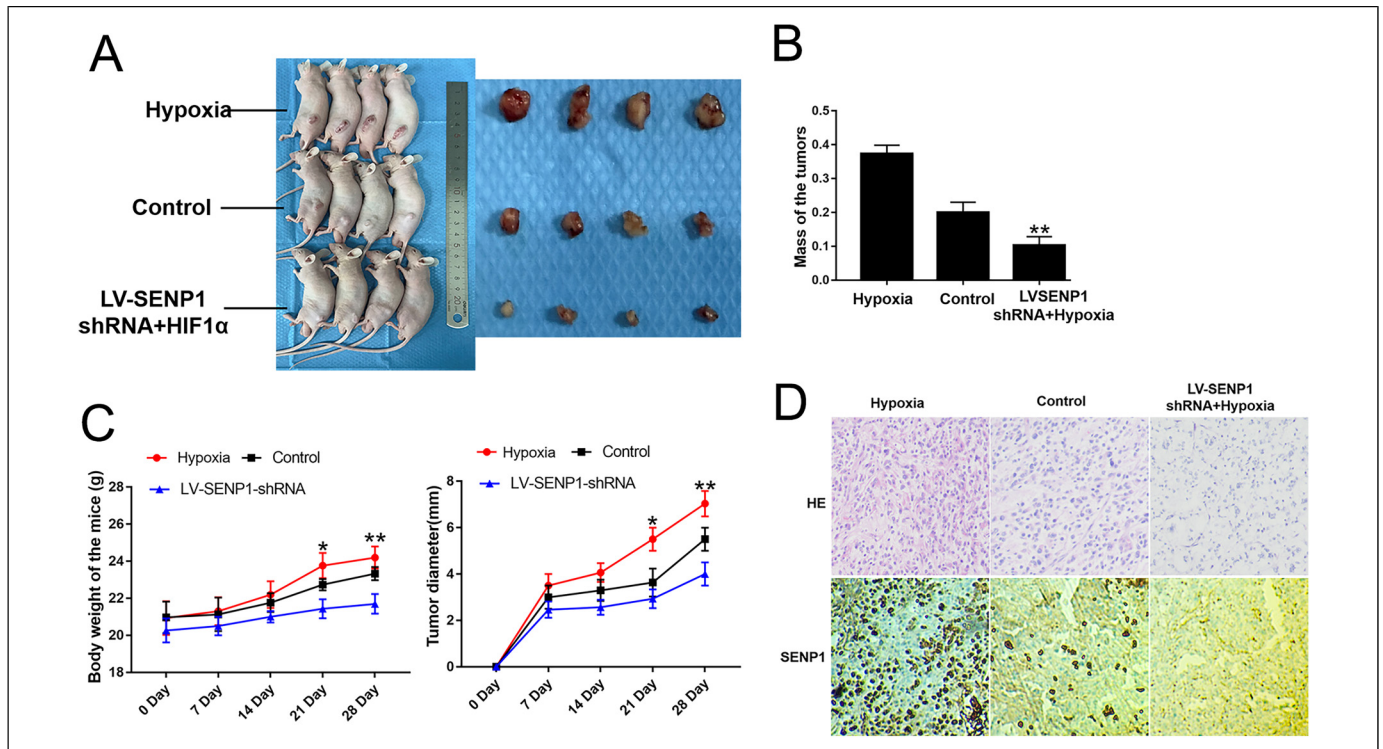 A
Hypoxia
Control
LV-SENP1
shRNA+HIF1α
B
Mass of the tumors
0.5
0.4
0.3
0.2
0.1
0.0
**
Hypoxia
Control
LVSENP1
shRNA+Hypoxia
C
Hypoxia
Control
LV-SENP1-shRNA
Body weight of the mice (g)
28
26
24
22
20
18
*
**
0 Day
7 Day
14 Day
21 Day
28 Day
Hypoxia
Control
LV-SENP1-shRNA
Tumor diameter(mm)
8
6
4
2
0
*
**
0 Day
7 Day
14 Day
21 Day
28 Day
D
Hypoxia
Control
LV-SENP1
shRNA+Hypoxia
HE
SENP1